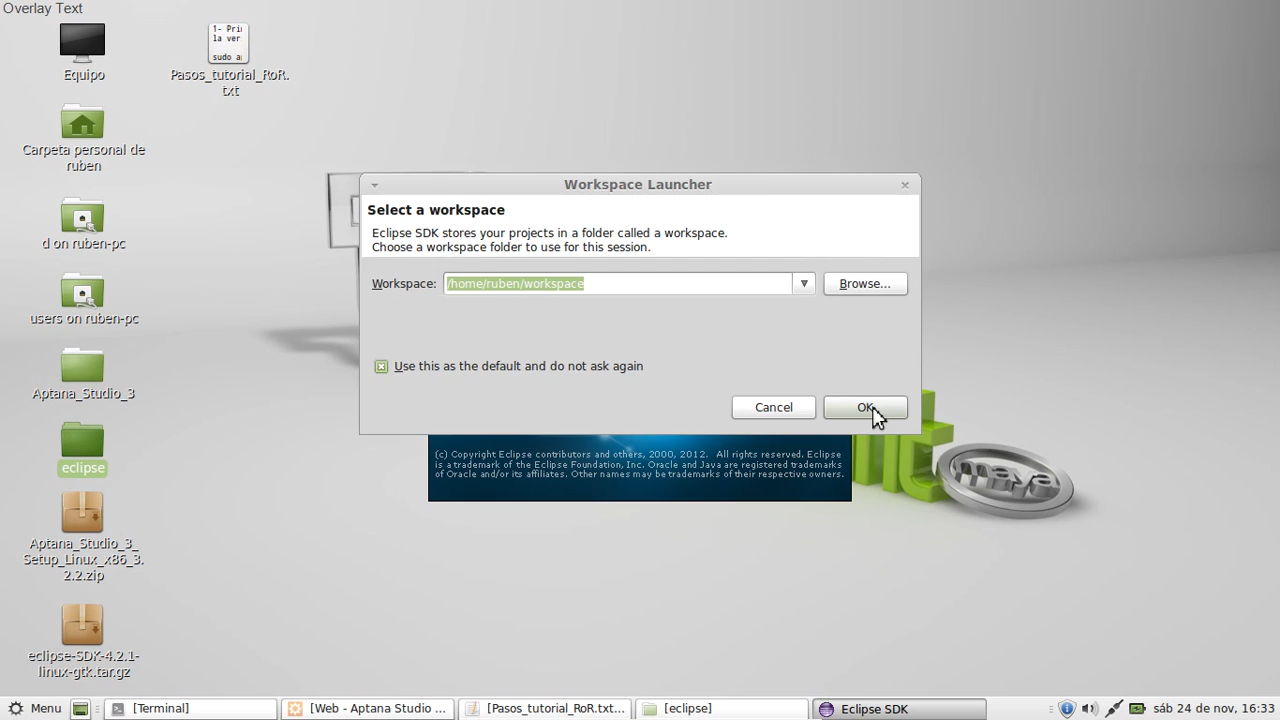 Overlay Text
Equipo
1- Pri
la ver
sudo a
Pasos_tutorial_RoR.
txt
Carpeta personal de
ruben
d on ruben-pc
users on ruben-pc
Aptana_Studio_3
eclipse
Aptana_Studio_3_
Setup_Linux_x86_3.
2.2.zip
eclipse-SDK-4.2.1-
linux-gtk.tar.gz
Workspace Launcher
Select a workspace
Eclipse SDK stores your projects in a folder called a workspace.
Choose a workspace folder to use for this session.
Workspace: /home/ruben/workspace Browse...
Use this as the default and do not ask again
Cancel OK
(c) Copyright Eclipse contributors and others, 2000, 2012. All rights reserved. Eclipse
is a trademark of the Eclipse Foundation, Inc. Oracle and Java are registered trademarks
of Oracle and/or its affiliates. Other names may be trademarks of their respective owners.
maya
Menu [Terminal] [Web - Aptana Studio ... [Pasos_tutorial_RoR.txt... [eclipse] Eclipse SDK sáb 24 de nov, 16:33